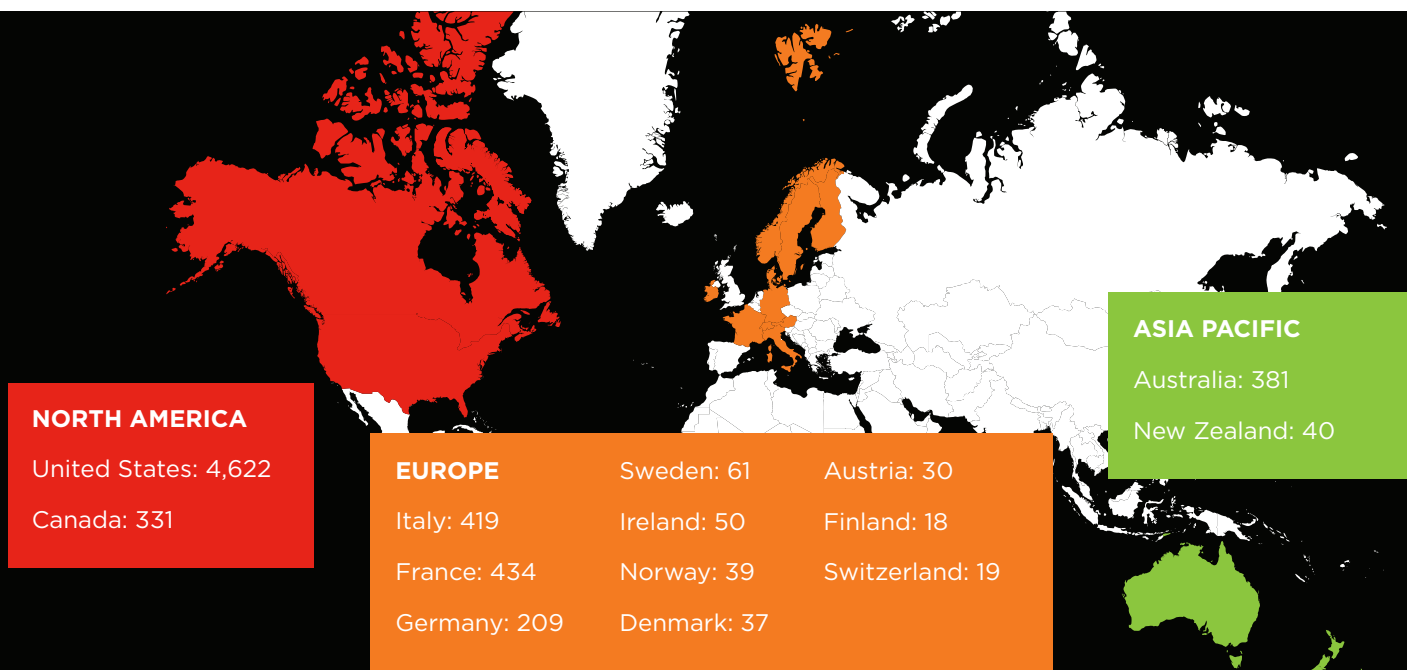 NORTH AMERICA
United States: 4,622
Canada: 331
EUROPE
Italy: 419
France: 434
Germany: 209
Sweden: 61
Ireland: 50
Norway: 39
Denmark: 37
Austria: 30
Finland: 18
Switzerland: 19
ASIA PACIFIC
Australia: 381
New Zealand: 40